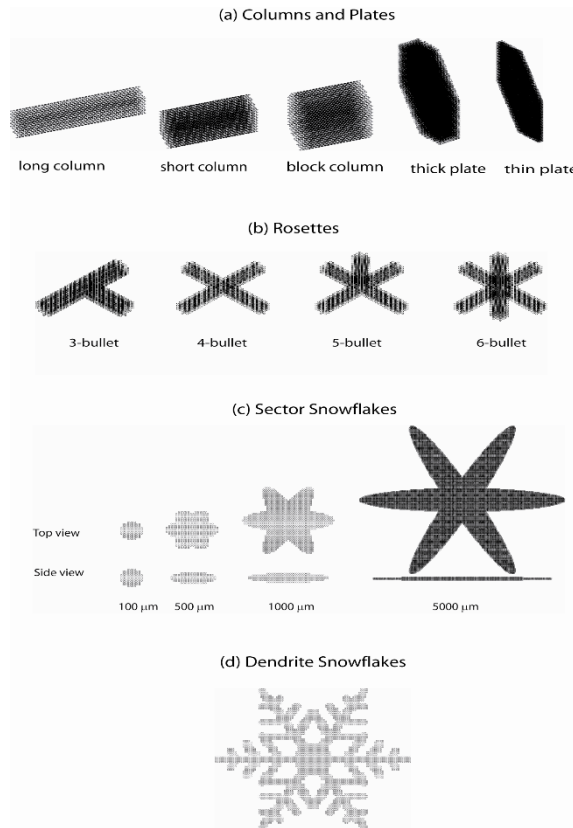 (a) Columns and Plates
long column short column block column thick plate thin plate
(b) Rosettes
3-bullet 4-bullet 5-bullet 6-bullet
(c) Sector Snowflakes
Top view
Side view
100 μm 500 μm 1000 μm 5000 μm
(d) Dendrite Snowflakes